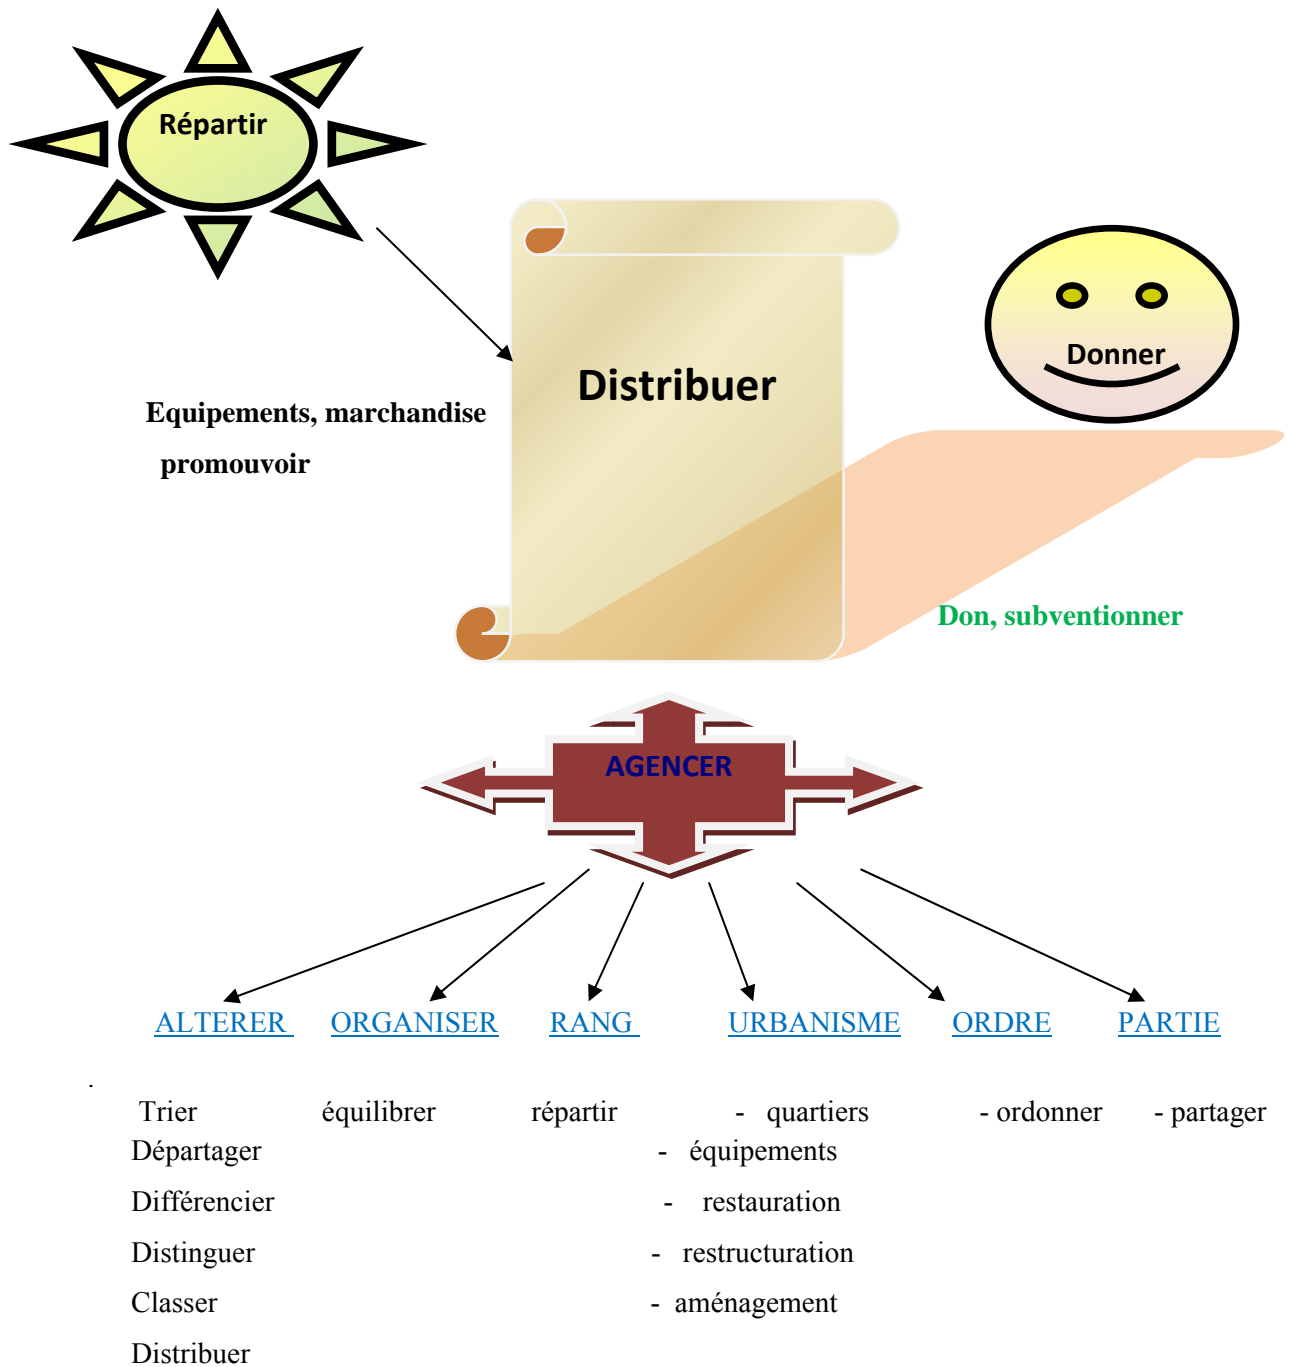 Répartir
Distribuer
Donner
Equipements, marchandise
promouvoir
Don, subventionner
AGENCER
ALTERER ORGANISER RANG URBANISME ORDRE PARTIE
.
Trier équilibrer répartir - quartiers - ordonner - partager
Départager - équipements
Différencier - restauration
Distinguer - restructuration
Classer - aménagement
Distribuer